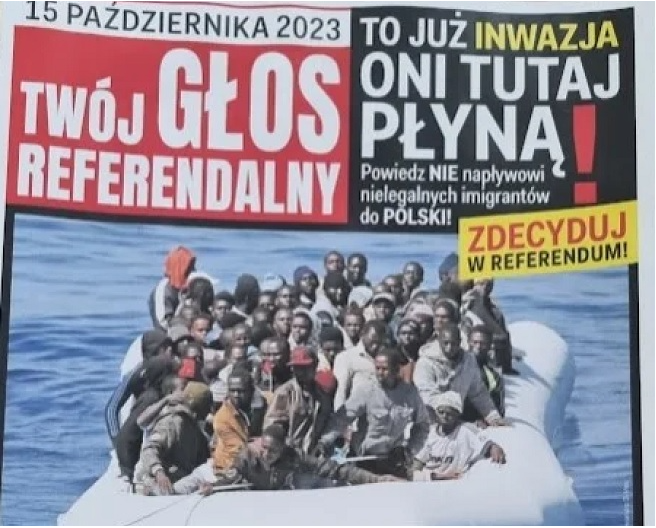 15 PAŹDZIERNIKA 2023
TWÓJ GŁOS
REFERENDALNY
TO JUŻ INWAZJA
ONI TUTAJ
PŁYNĄ!
Powiedz NIE napływowi
nielegalnych imigrantów
do POLSKI!
ZDECYDUJ
W REFERENDUM!